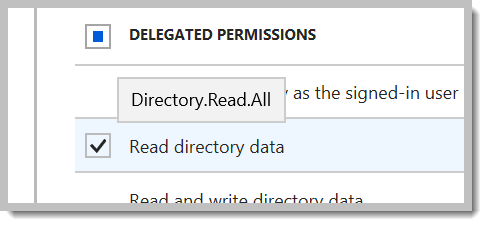 DELEGATED PERMISSIONS
Directory.Read.All
as the signed-in user
Read directory data
Read and write directory data